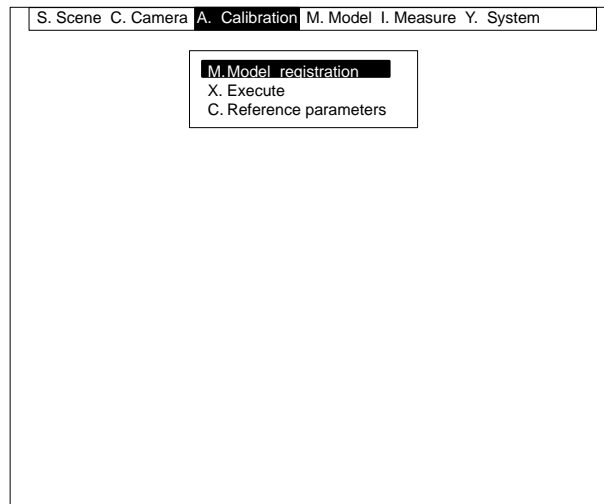 S. Scene C. Camera A. Calibration M. Model I. Measure Y. System
M. Model registration
X. Execute
C. Reference parameters